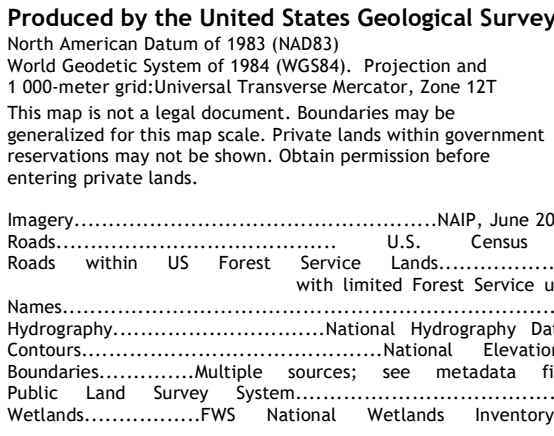 Produced by the United States Geological Survey
North American Datum of 1983 (NAD83)
World Geodetic System of 1984 (WGS84). Projection and
1 000-meter grid:Universal Transverse Mercator, Zone 12T
This map is not a legal document. Boundaries may be
generalized for this map scale. Private lands within government
reservations may not be shown. Obtain permission before
entering private lands.
Imagery.....................................................NAIP, June 20
Roads......................................... U.S. Census
Roads within US Forest Service Lands.................
with limited Forest Service u
Names........................................................................
Hydrography...............................National Hydrography Dat
Contours............................................National Elevation
Boundaries..............Multiple sources; see metadata fi
Public Land Survey System......................................
Wetlands.................FWS National Wetlands Inventory